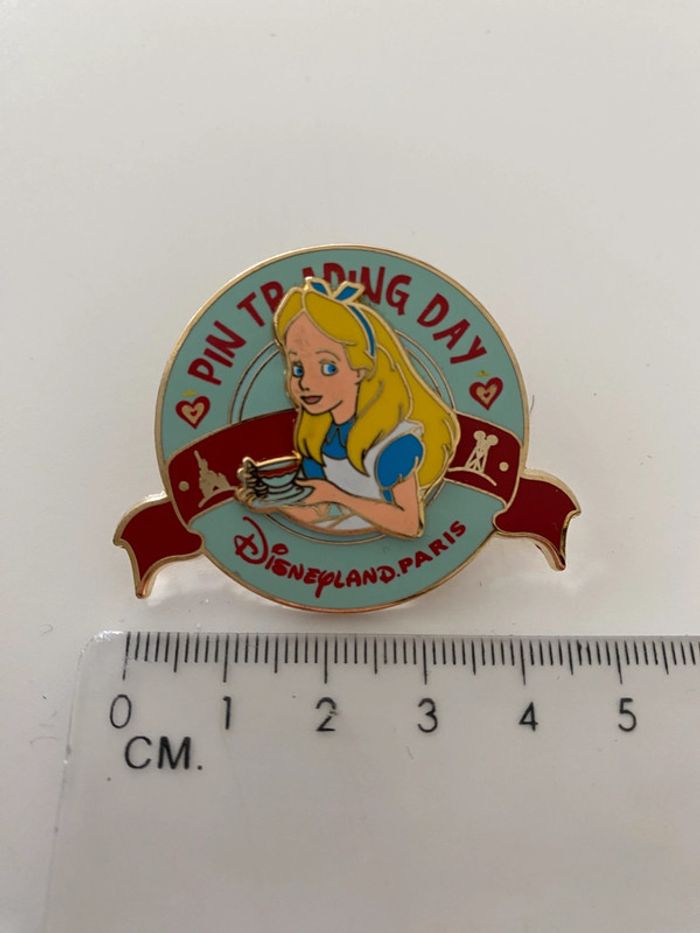 PIN TRADING DAY
DISNEYLAND.PARIS
0 1 2 3 4 5
CM.